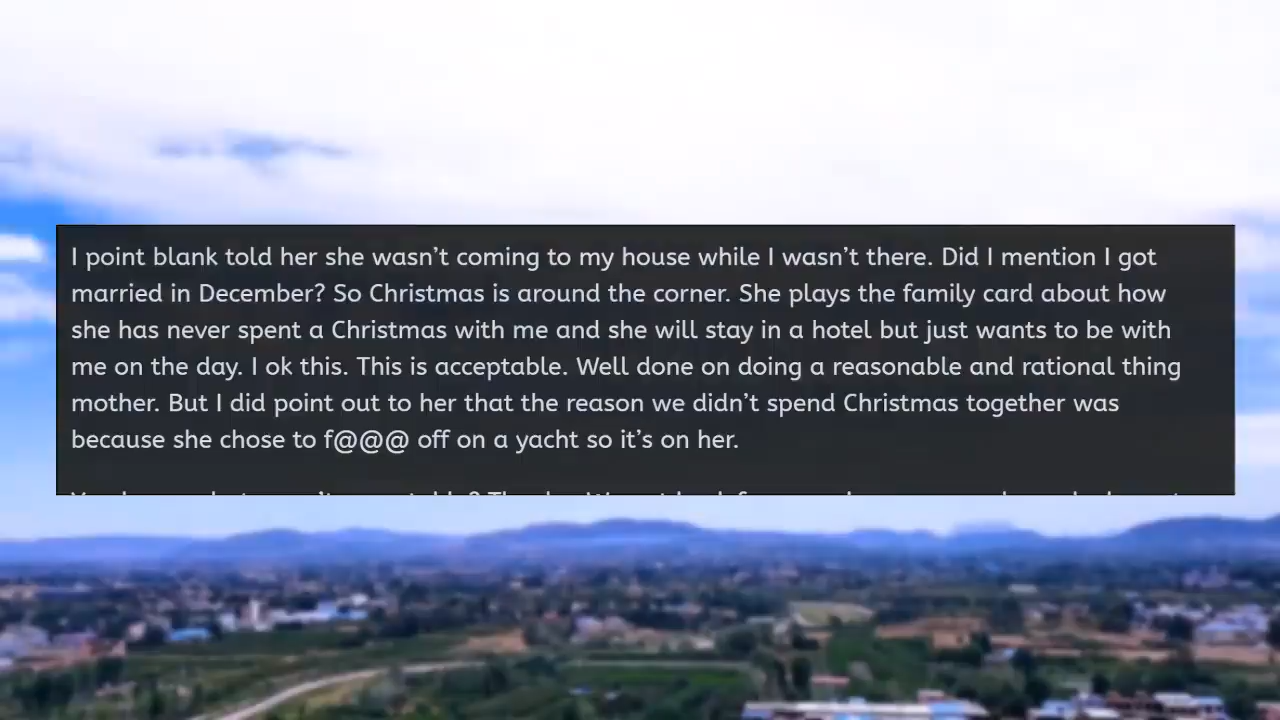 I point blank told her she wasn’t coming to my house while I wasn’t there. Did I mention I got
married in December? So Christmas is around the corner. She plays the family card about how
she has never spent a Christmas with me and she will stay in a hotel but just wants to be with
me on the day. I ok this. This is acceptable. Well done on doing a reasonable and rational thing
mother. But I did point out to her that the reason we didn’t spend Christmas together was
because she chose to f@@@ off on a yacht so it’s on her.